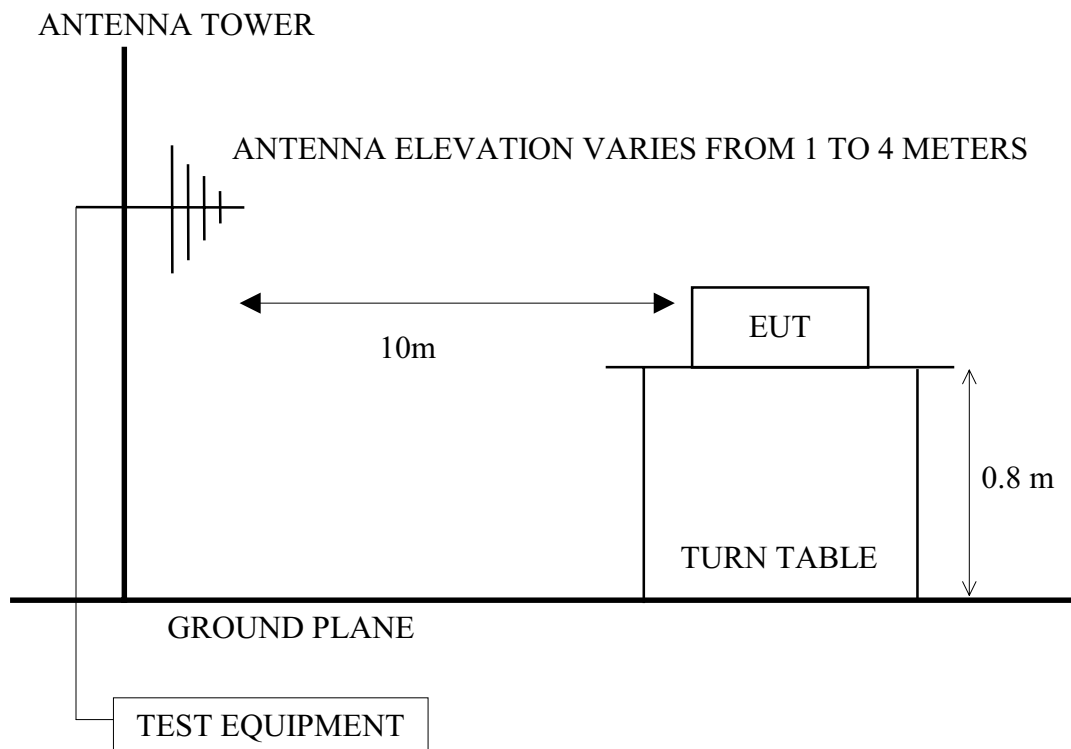 ANTENNA TOWER
ANTENNA ELEVATION VARIES FROM 1 TO 4 METERS
EUT
10m
0.8 m
TURN TABLE
GROUND PLANE
TEST EQUIPMENT